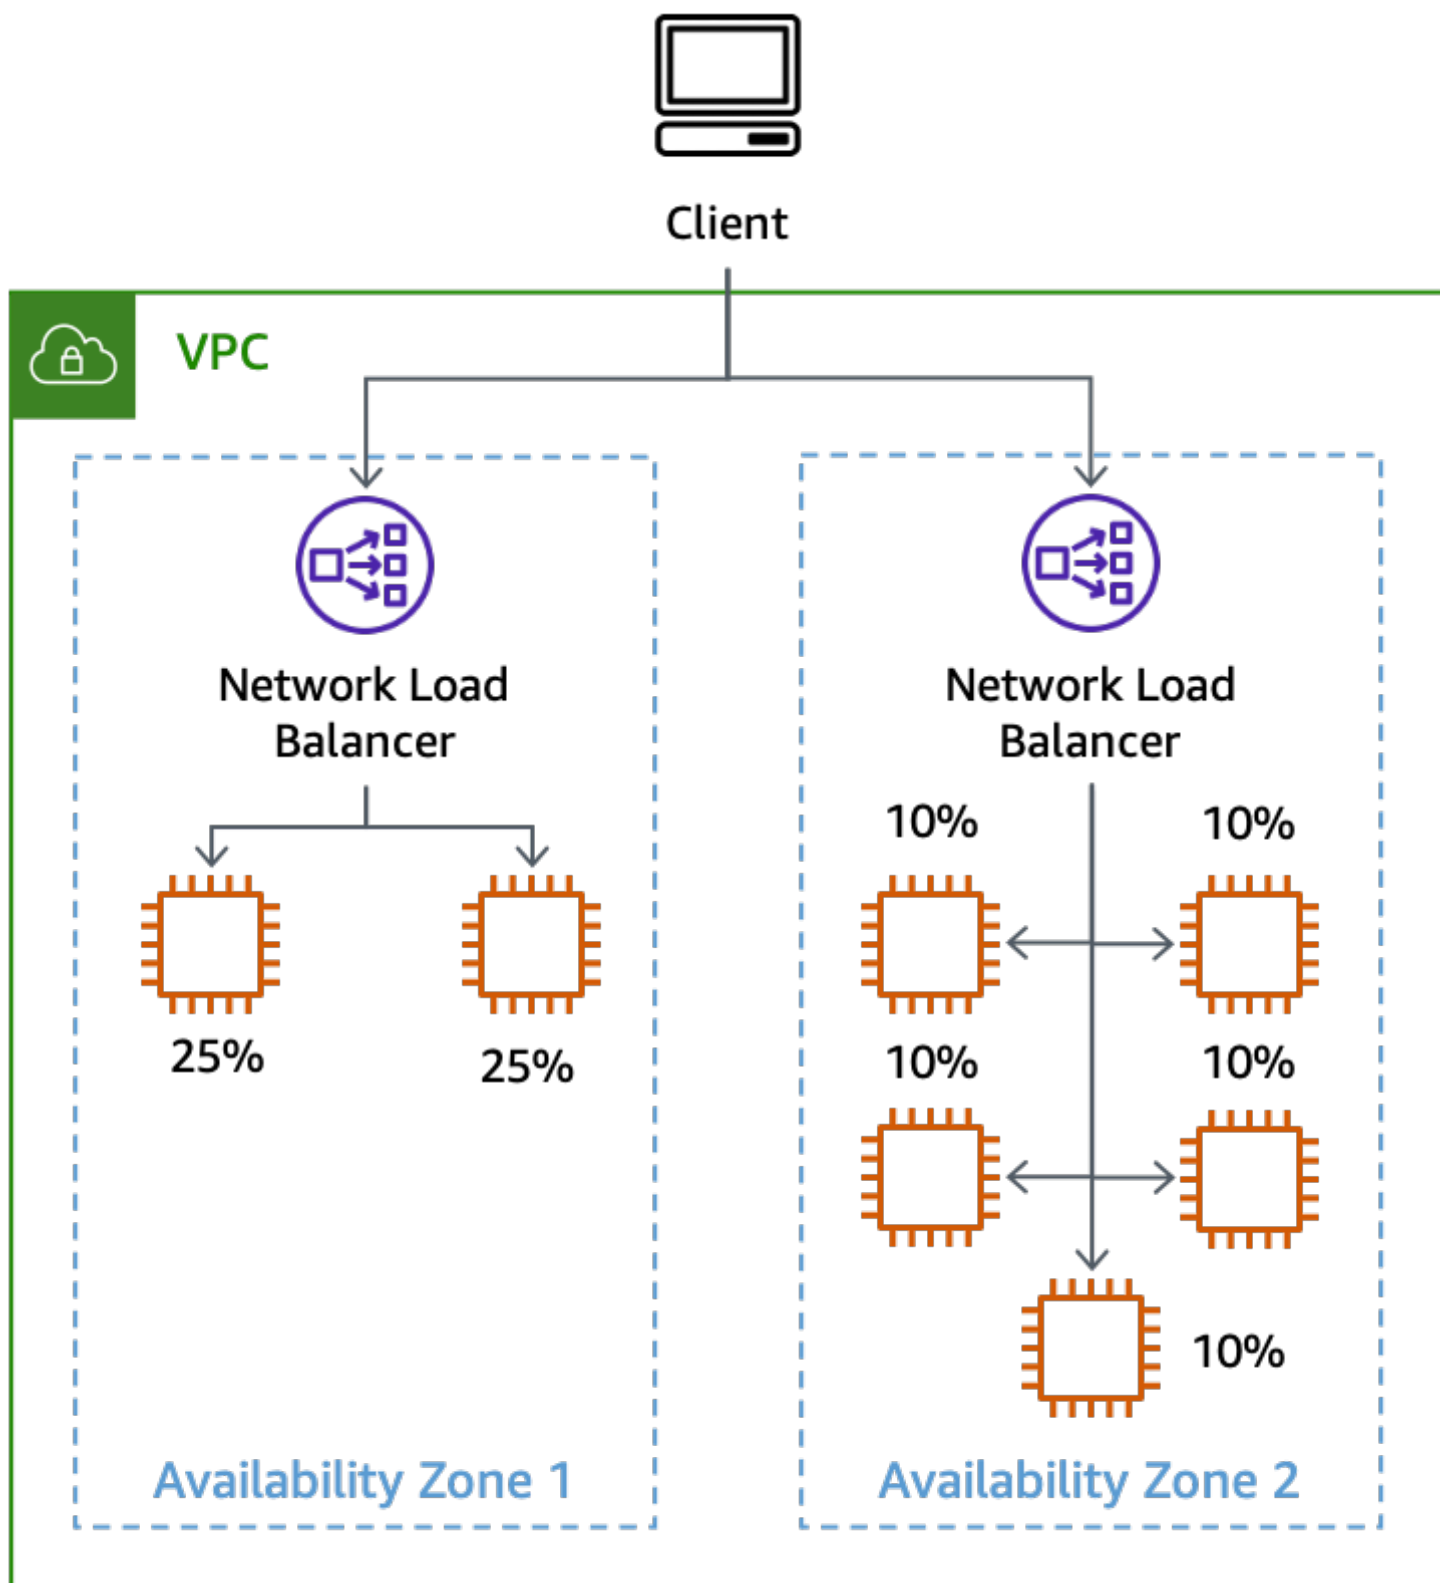 Client
VPC
Network Load
Balancer
Network Load
Balancer
10%
10%
25%
25%
10%
10%
10%
Availability Zone 1
Availability Zone 2